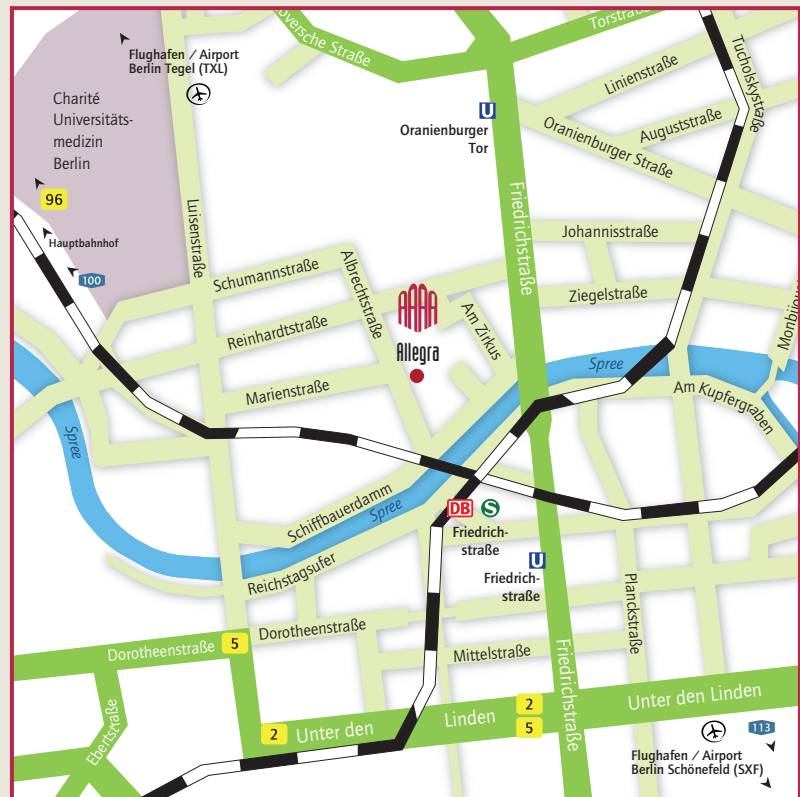 oversche Straße
Torstraße
Flughafen / Airport
Berlin Tegel (TXL)
Tucholskystraße
Linienstraße
Charité
Universitäts-
medizin
Berlin
U
Oranienburger
Tor
Auguststraße
Oranienburger Straße
96
Luisenstraße
Friedrichstraße
Hauptbahnhof
100
Johannisstraße
Schumannstraße
Albrechtstraße
Ziegelstraße
Reinhardtstraße
Am Zirkus
Allegra
Marienstraße
Spree
Am Kupfergraben
Spree
Schiffbauerdamm
Spree
DB
S
Friedrich-
straße
U
Friedrich-
straße
Reichstagsufer
Planckstraße
Dorotheenstraße
5
Dorotheenstraße
Mittelstraße
Friedrichstraße
Ebertstraße
2
Unter den
Linden
2
5
Unter den Linden
113
Flughafen / Airport
Berlin Schönefeld (SXF)